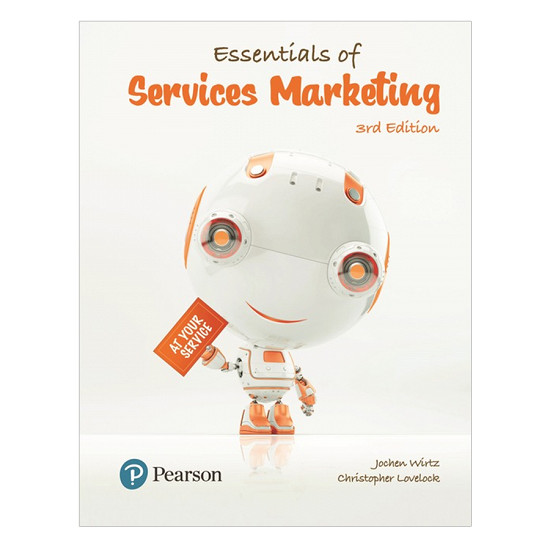 Essentials of
Services Marketing
3rd Edition
AT YOUR
SERVICE
Jochen Wirtz
Christopher Lovelock
P
Pearson